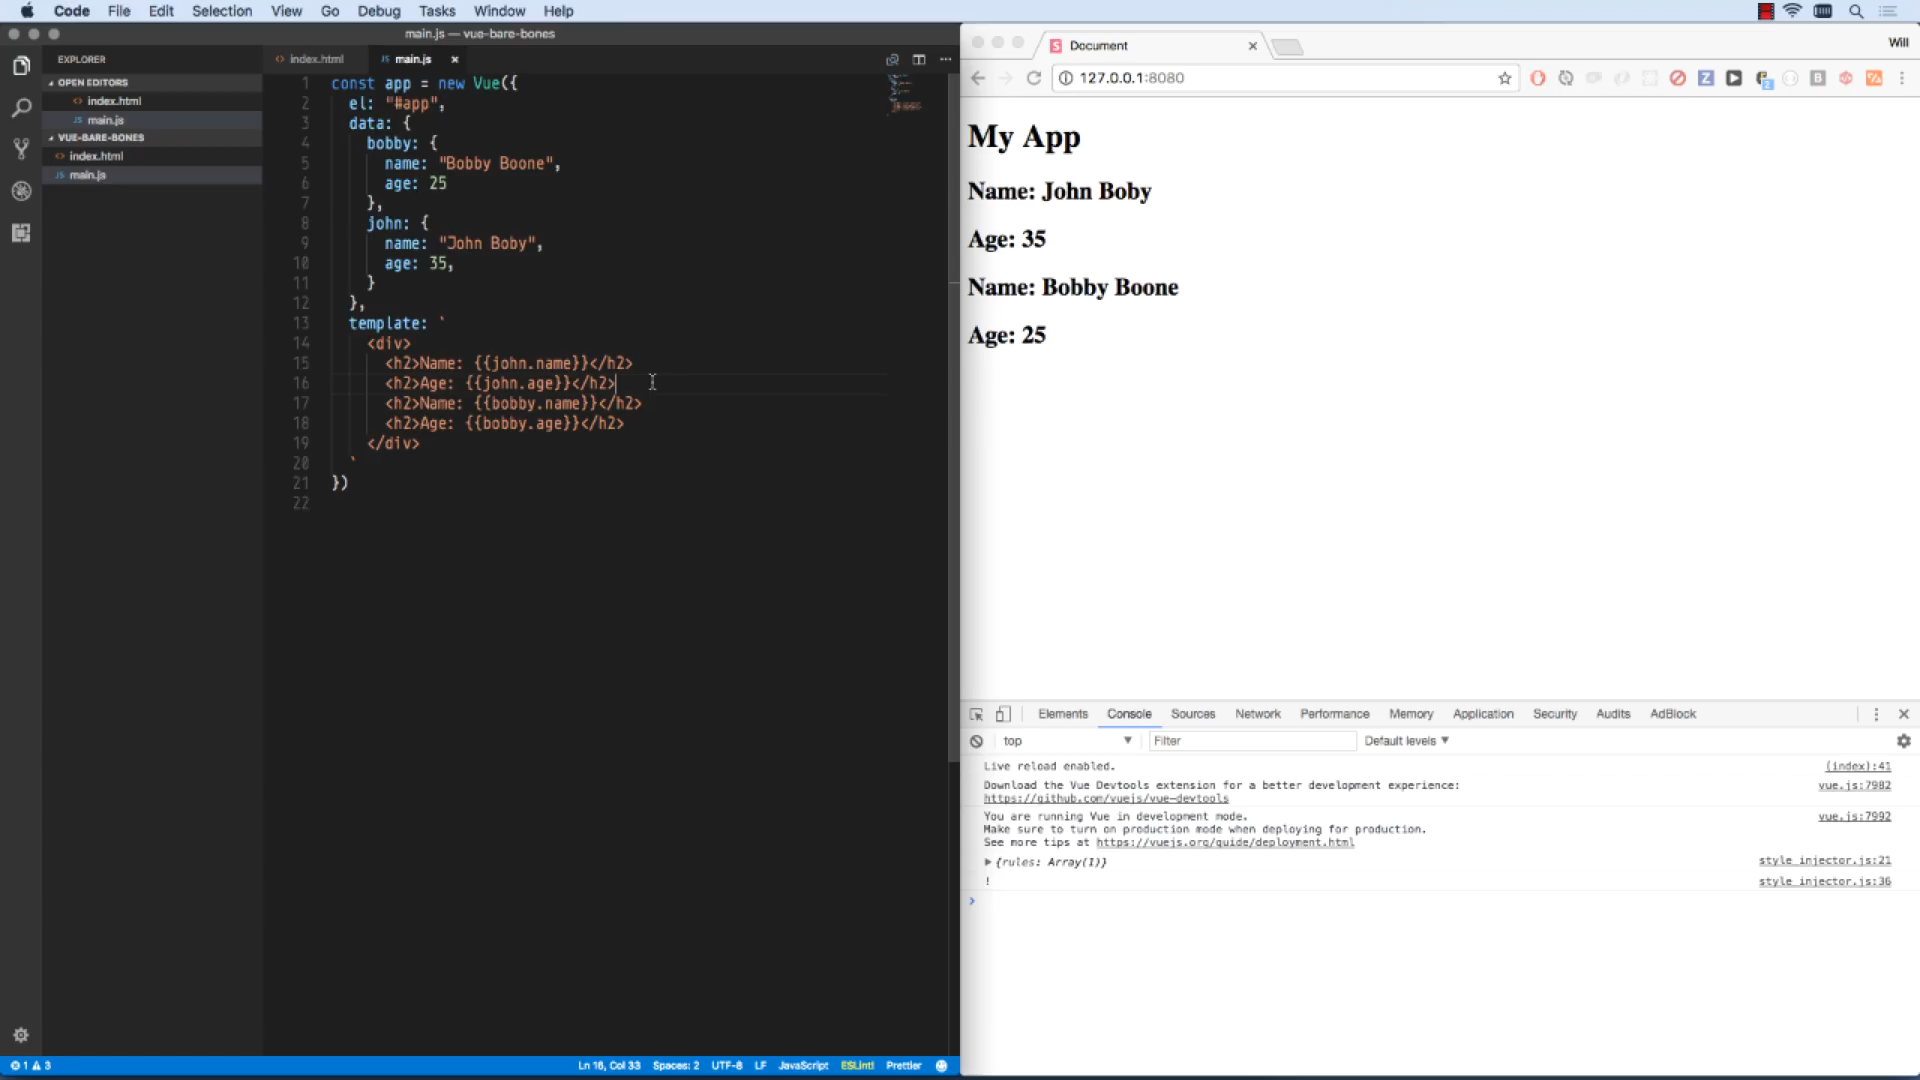 Code File Edit Selection View Go Debug Tasks Window Help
main.js — vue-bare-bones
EXPLORER
OPEN EDITORS
<> index.html
JS main.js
VUE-BARE-BONES
<> index.html
JS main.js
<> index.html JS main.js ×
1 const app = new Vue({
2 el: "#app",
3 data: {
4 bobby: {
5 name: "Bobby Boone",
6 age: 25
7 },
8 john: {
9 name: "John Boby",
10 age: 35,
11 }
12 },
13 template: `
14 <div>
15 <h2>Name: {{john.name}}</h2>
16 <h2>Age: {{john.age}}</h2>
17 <h2>Name: {{bobby.name}}</h2>
18 <h2>Age: {{bobby.age}}</h2>
19 </div>
20 `
21 })
22
1 3 Ln 16, Col 33 Spaces: 2 UTF-8 LF JavaScript ESLint! Prettier
Document × Will
127.0.0.1:8080
My App
Name: John Boby
Age: 35
Name: Bobby Boone
Age: 25
Elements Console Sources Network Performance Memory Application Security Audits AdBlock
top Filter Default levels
Live reload enabled. (index):41
Download the Vue Devtools extension for a better development experience: vue.js:7982
https://github.com/vuejs/vue-devtools
You are running Vue in development mode. vue.js:7992
Make sure to turn on production mode when deploying for production.
See more tips at https://vuejs.org/guide/deployment.html
{rules: Array(1)} style_injector.js:21
! style_injector.js:36